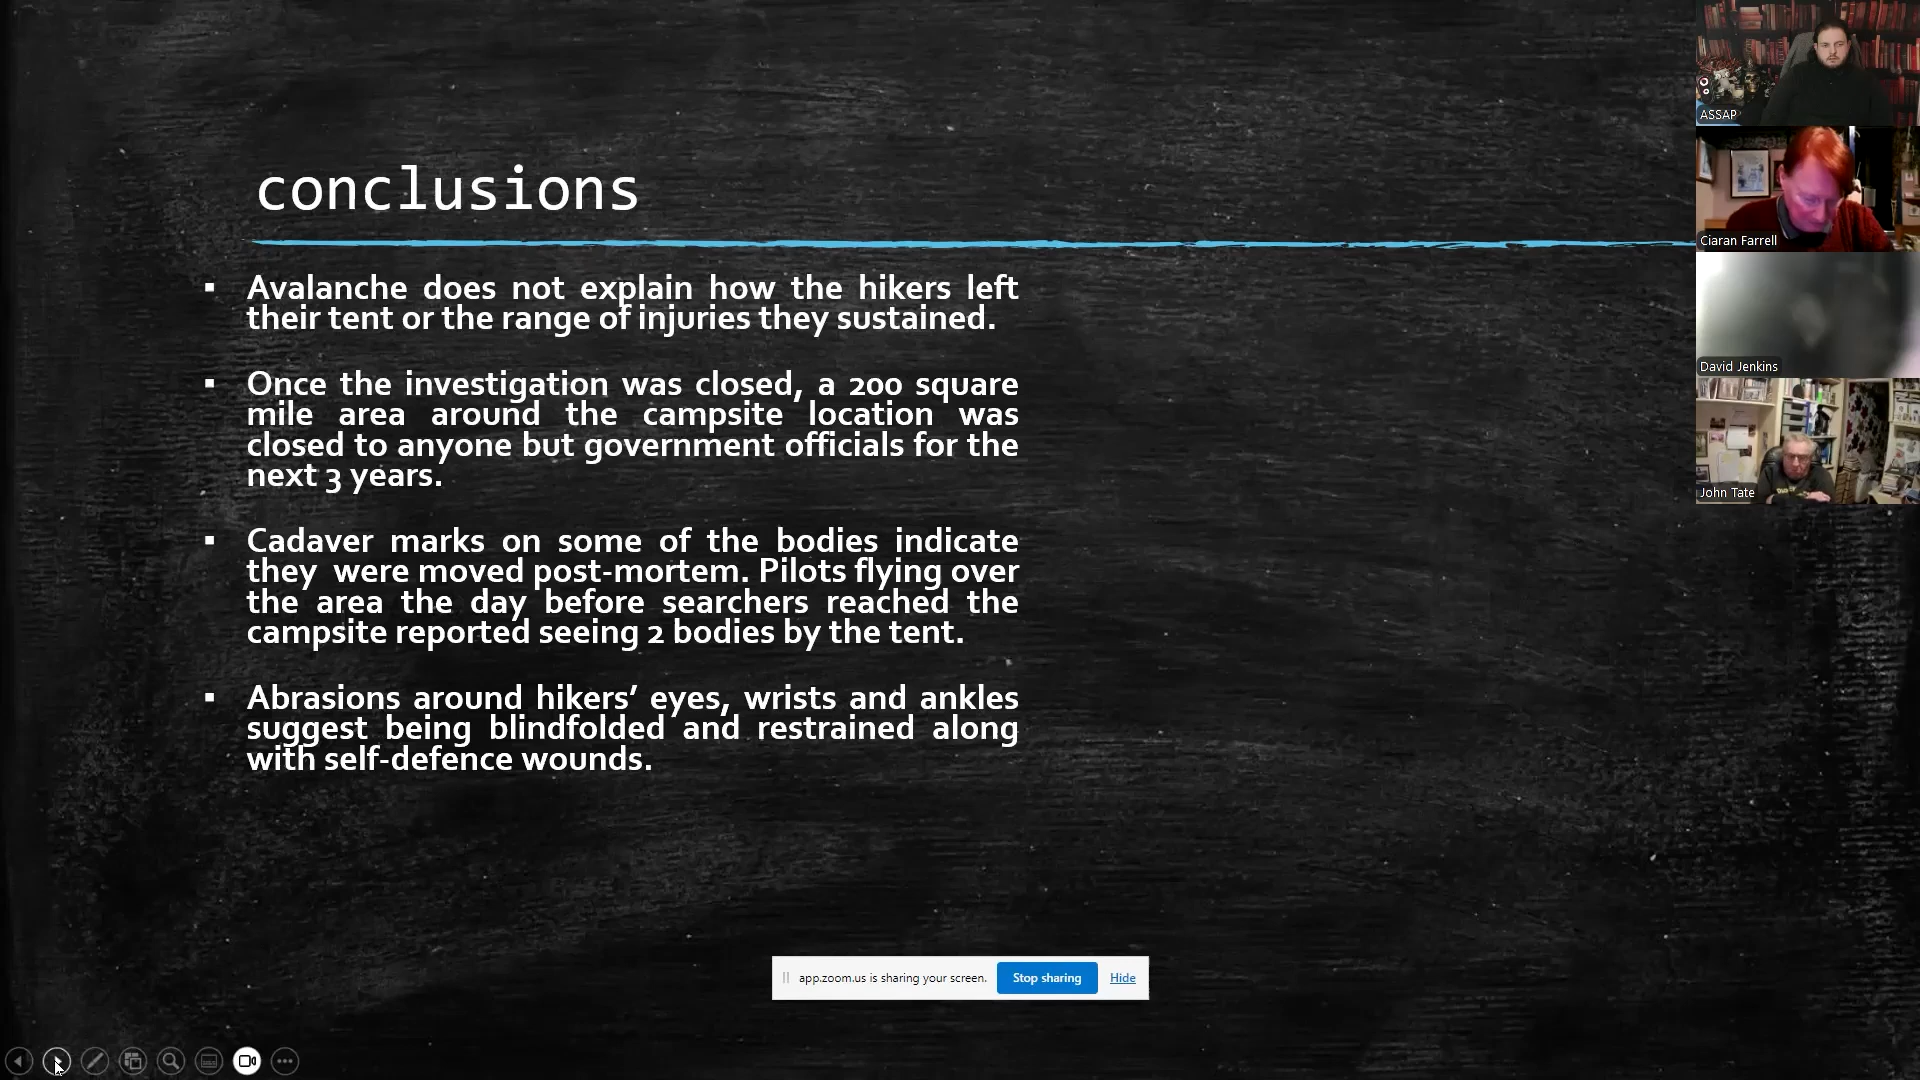 conclusions
▪ Avalanche does not explain how the hikers left
their tent or the range of injuries they sustained.
▪ Once the investigation was closed, a 200 square
mile area around the campsite location was
closed to anyone but government officials for the
next 3 years.
▪ Cadaver marks on some of the bodies indicate
they were moved post-mortem. Pilots flying over
the area the day before searchers reached the
campsite reported seeing 2 bodies by the tent.
▪ Abrasions around hikers’ eyes, wrists and ankles
suggest being blindfolded and restrained along
with self-defence wounds.
ASSAP
Ciaran Farrell
David Jenkins
John Tate
app.zoom.us is sharing your screen. Stop sharing Hide